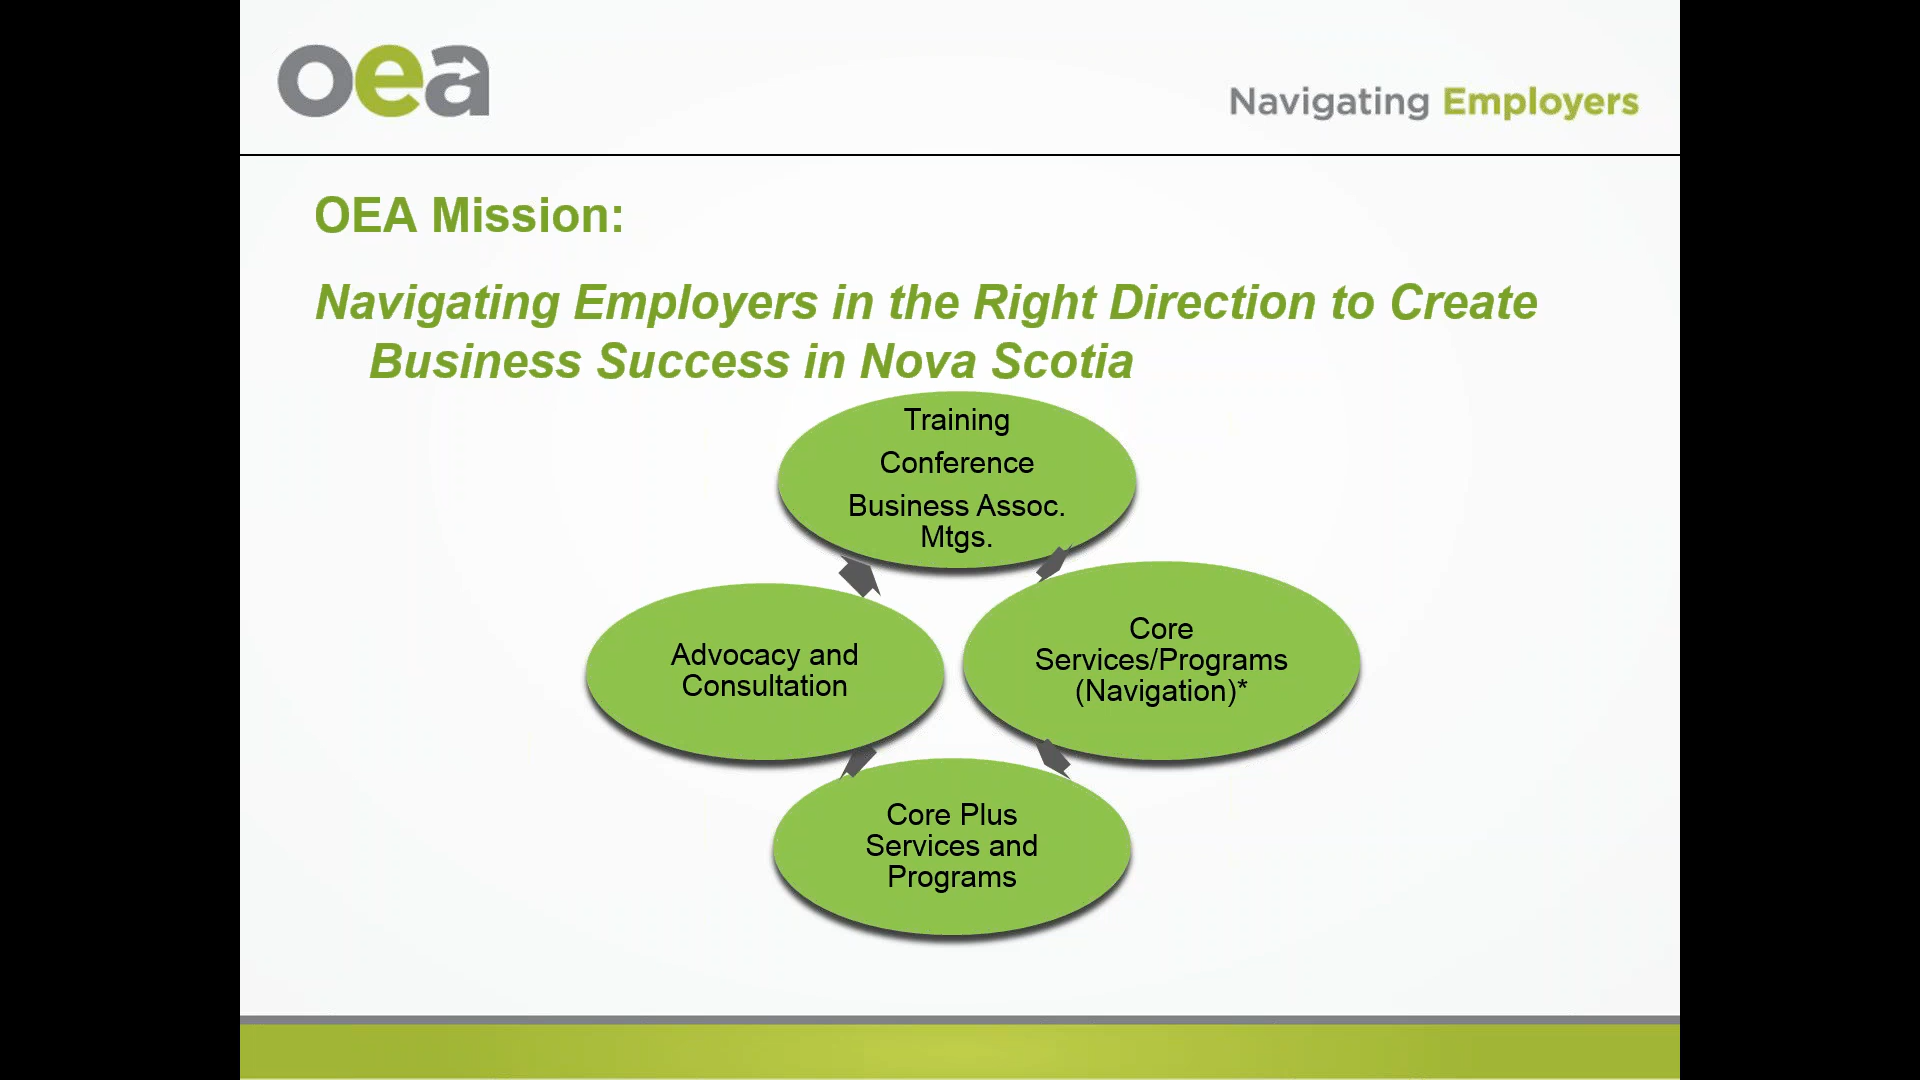 oea
Navigating Employers
OEA Mission:
Navigating Employers in the Right Direction to Create
Business Success in Nova Scotia
Training
Conference
Business Assoc.
Mtgs.
Core
Services/Programs
(Navigation)*
Advocacy and
Consultation
Core Plus
Services and
Programs